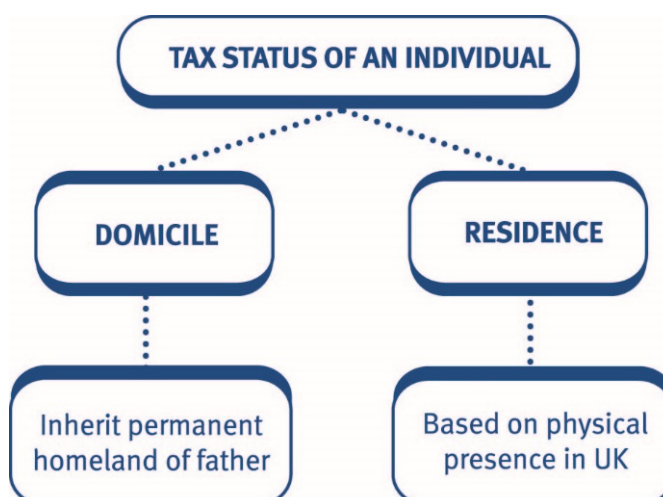 TAX STATUS OF AN INDIVIDUAL
DOMICILE
RESIDENCE
Inherit permanent
homeland of father
Based on physical
presence in UK